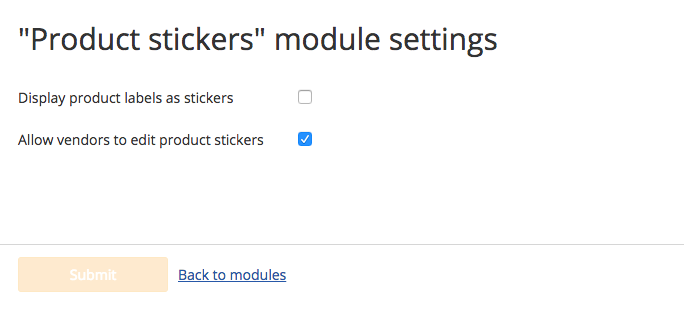 "Product stickers" module settings
Display product labels as stickers
Allow vendors to edit product stickers
Submit
Back to modules